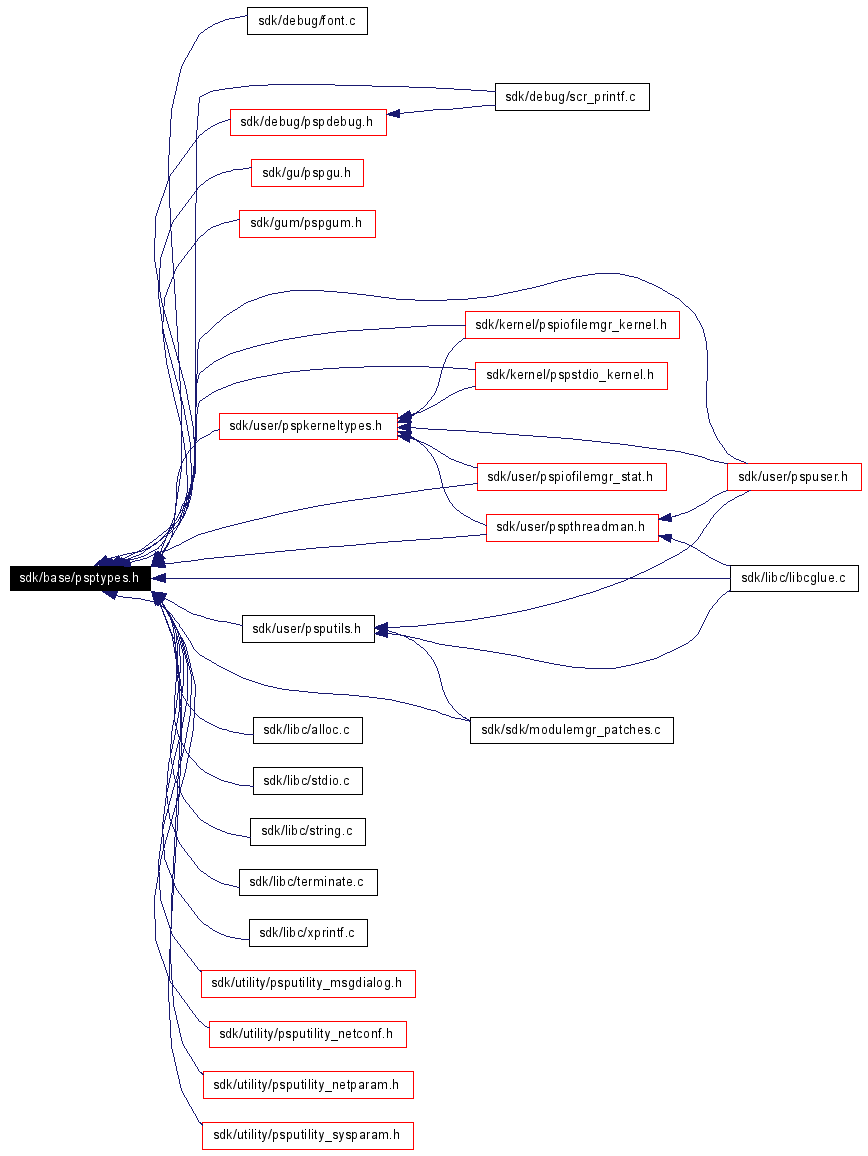 sdk/debug/font.c
sdk/debug/scr_printf.c
sdk/debug/pspdebug.h
sdk/gu/pspgu.h
sdk/gum/pspgum.h
sdk/kernel/pspiofilemgr_kernel.h
sdk/kernel/pspstdio_kernel.h
sdk/user/pspkerneltypes.h
sdk/user/pspiofilemgr_stat.h
sdk/user/pspuser.h
sdk/user/pspthreadman.h
sdk/base/psptypes.h
sdk/libc/libcglue.c
sdk/user/psputils.h
sdk/libc/alloc.c
sdk/sdk/modulemgr_patches.c
sdk/libc/stdio.c
sdk/libc/string.c
sdk/libc/terminate.c
sdk/libc/xprintf.c
sdk/utility/psputility_msgdialog.h
sdk/utility/psputility_netconf.h
sdk/utility/psputility_netparam.h
sdk/utility/psputility_sysparam.h